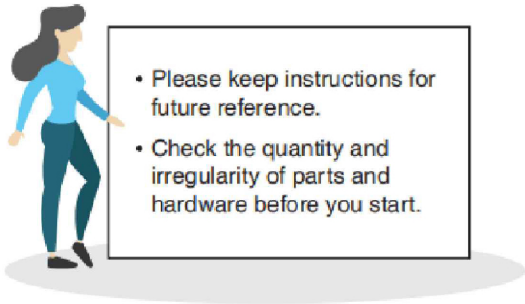 • Please keep instructions for
future reference.
• Check the quantity and
irregularity of parts and
hardware before you start.